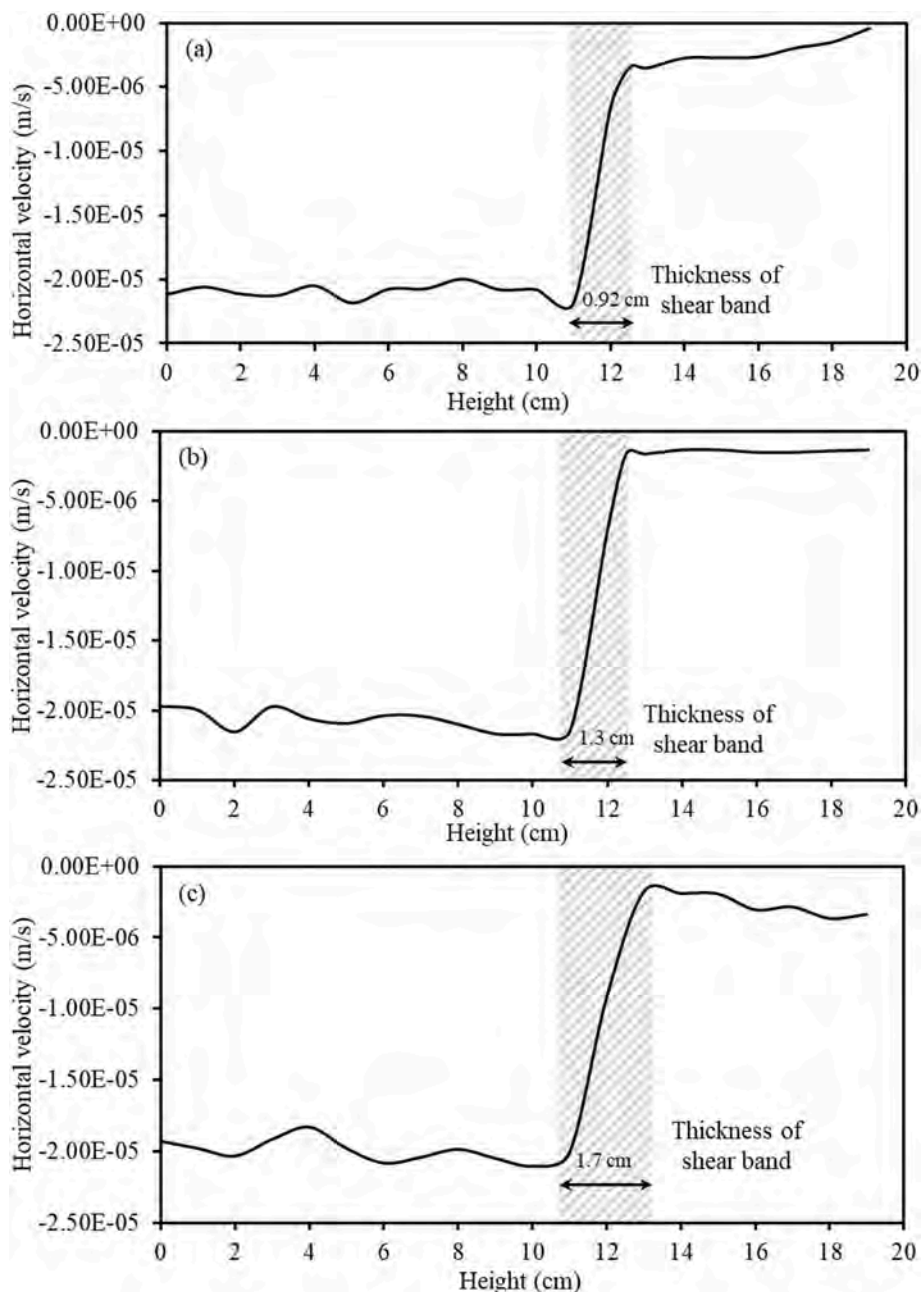 0.00E+00
(a)
-5.00E-06
-1.00E-05
-1.50E-05
-2.00E-05
-2.50E-05
Horizontal velocity (m/s)
Thickness of
shear band
0.92 cm
0 2 4 6 8 10 12 14 16 18 20
Height (cm)
0.00E+00
(b)
-5.00E-06
-1.00E-05
-1.50E-05
-2.00E-05
-2.50E-05
Horizontal velocity (m/s)
Thickness of
shear band
1.3 cm
0 2 4 6 8 10 12 14 16 18 20
Height (cm)
0.00E+00
(c)
-5.00E-06
-1.00E-05
-1.50E-05
-2.00E-05
-2.50E-05
Horizontal velocity (m/s)
Thickness of
shear band
1.7 cm
0 2 4 6 8 10 12 14 16 18 20
Height (cm)